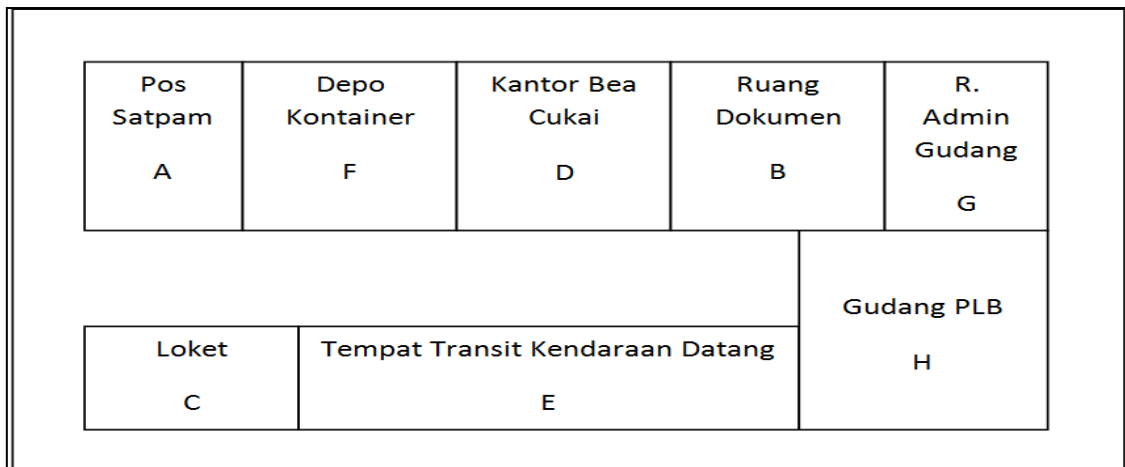 Pos
Satpam
A
Depo
Kontainer
F
Kantor Bea
Cukai
D
Ruang
Dokumen
B
R.
Admin
Gudang
G
Gudang PLB
H
Loket
C
Tempat Transit Kendaraan Datang
E